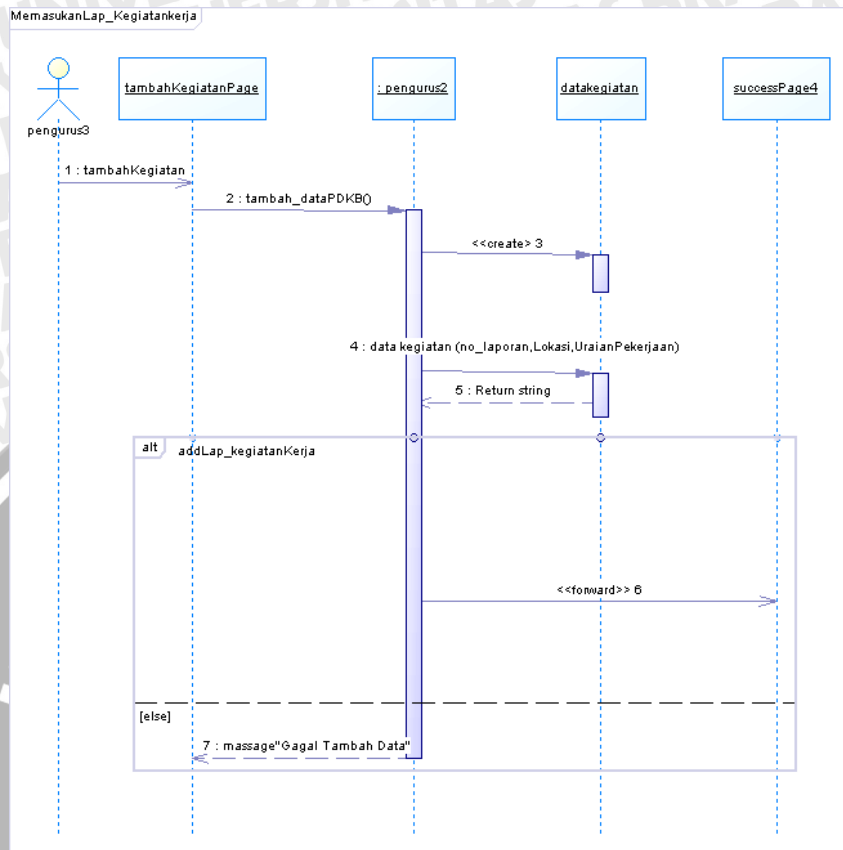 MemasukanLap_Kegiatankerja
pengurus3
tambahKegiatanPage
: pengurus2
datakegiatan
successPage4
1 : tambahKegiatan
2 : tambah_dataPDKB()
<<create> 3
4 : data kegiatan (no_laporan,Lokasi,UraianPekerjaan)
5 : Return string
alt
addLap_kegiatanKerja
<<forward>> 6
[else]
7 : massage"Gagal Tambah Data"